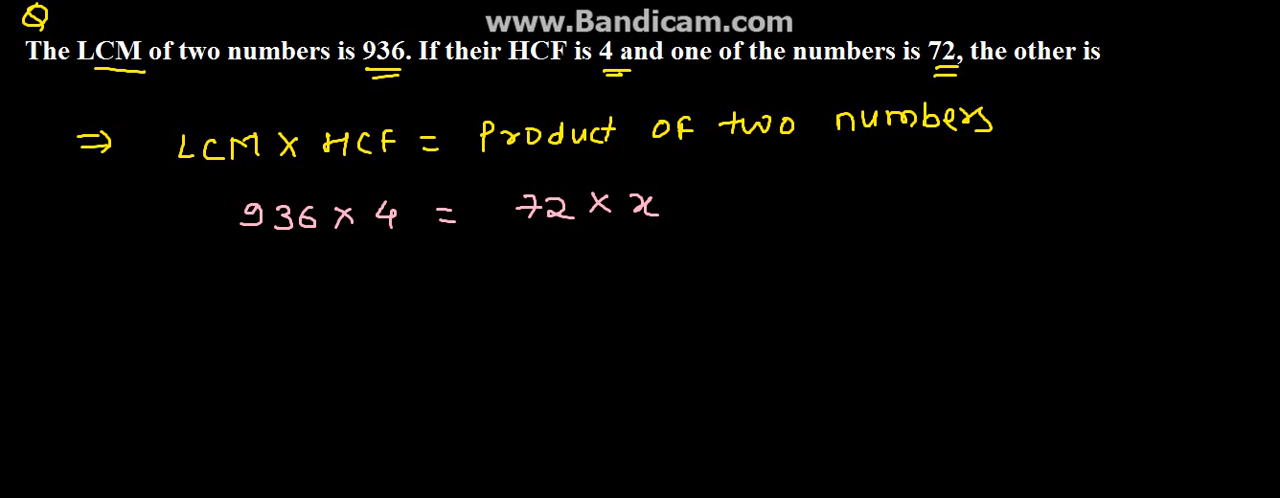 www.Bandicam.com
Q
The LCM of two numbers is 936. If their HCF is 4 and one of the numbers is 72, the other is
⇒ LCM × HCF = Product of two numbers
936 × 4 = 72 × x